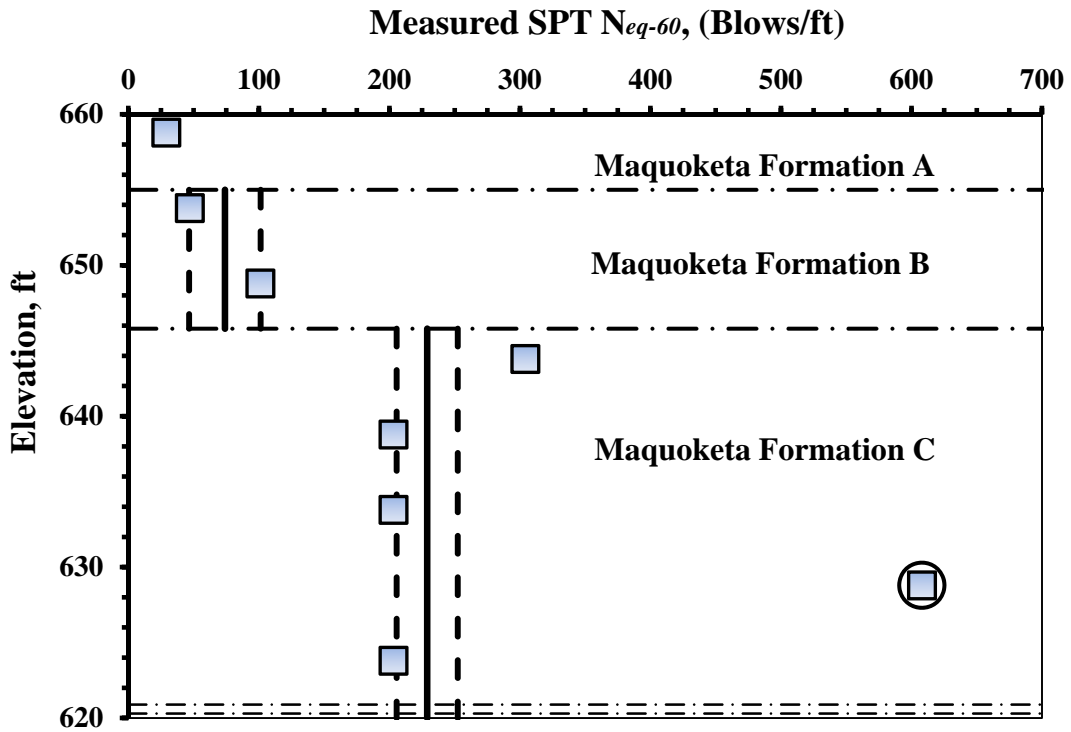 Measured SPT Neq-60, (Blows/ft)
0 100 200 300 400 500 600 700
660
Maquoketa Formation A
650
Maquoketa Formation B
Elevation, ft
640
Maquoketa Formation C
630
620